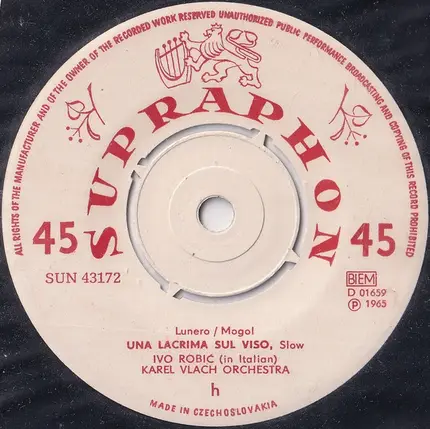 ALL RIGHTS OF THE MANUFACTURER AND OF THE OWNER OF THE RECORDED WORK RESERVED UNAUTHORIZED PUBLIC PERFORMANCE BROADCASTING AND COPYING OF THIS RECORD PROHIBITED
SUPRAPHON
45 45
SUN 43172
BIEM
D 01659
Ⓟ 1965
Lunero / Mogol
UNA LACRIMA SUL VISO, Slow
IVO ROBIĆ (in Italian)
KAREL VLACH ORCHESTRA
h
MADE IN CZECHOSLOVAKIA